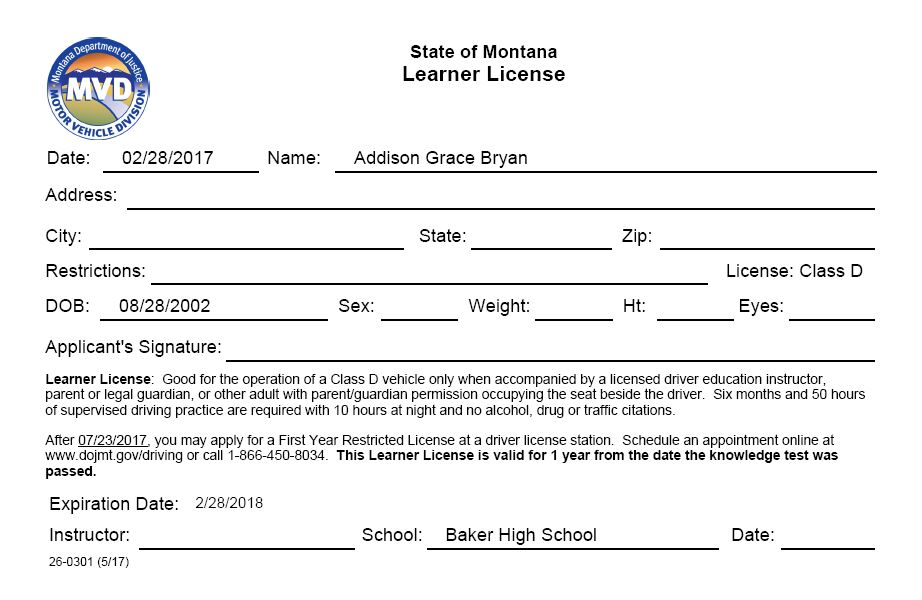 Montana Department of Justice
MVD
MOTOR VEHICLE DIVISION
State of Montana
Learner License
Date: 02/28/2017 Name: Addison Grace Bryan
Address:
City: State: Zip:
Restrictions: License: Class D
DOB: 08/28/2002 Sex: Weight: Ht: Eyes:
Applicant's Signature:
Learner License: Good for the operation of a Class D vehicle only when accompanied by a licensed driver education instructor,
parent or legal guardian, or other adult with parent/guardian permission occupying the seat beside the driver. Six months and 50 hours
of supervised driving practice are required with 10 hours at night and no alcohol, drug or traffic citations.
After 07/23/2017, you may apply for a First Year Restricted License at a driver license station. Schedule an appointment online at
www.dojmt.gov/driving or call 1-866-450-8034. This Learner License is valid for 1 year from the date the knowledge test was
passed.
Expiration Date: 2/28/2018
Instructor: School: Baker High School Date:
26-0301 (5/17)